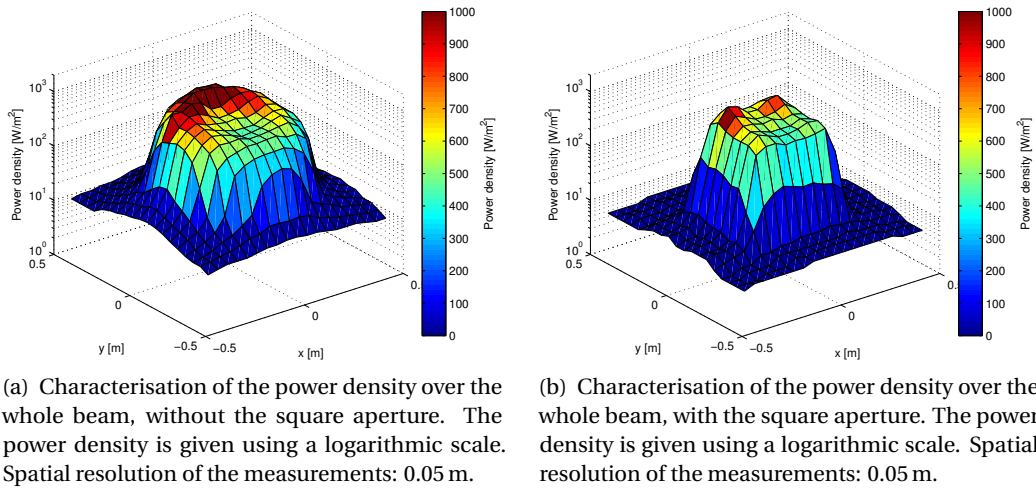 1000
900
800
700
600
500
400
300
200
100
0
Power density [W/m²]
10³
10²
10¹
10⁰
Power density [W/m²]
0.5
0
−0.5
y [m]
−0.5
0
0.
x [m]
1000
900
800
700
600
500
400
300
200
100
0
Power density [W/m²]
10³
10²
10¹
10⁰
Power density [W/m²]
0.5
0
−0.5
y [m]
−0.5
0
0.
x [m]
(a) Characterisation of the power density over the
whole beam, without the square aperture. The
power density is given using a logarithmic scale.
Spatial resolution of the measurements: 0.05 m.
(b) Characterisation of the power density over the
whole beam, with the square aperture. The power
density is given using a logarithmic scale. Spatial
resolution of the measurements: 0.05 m.